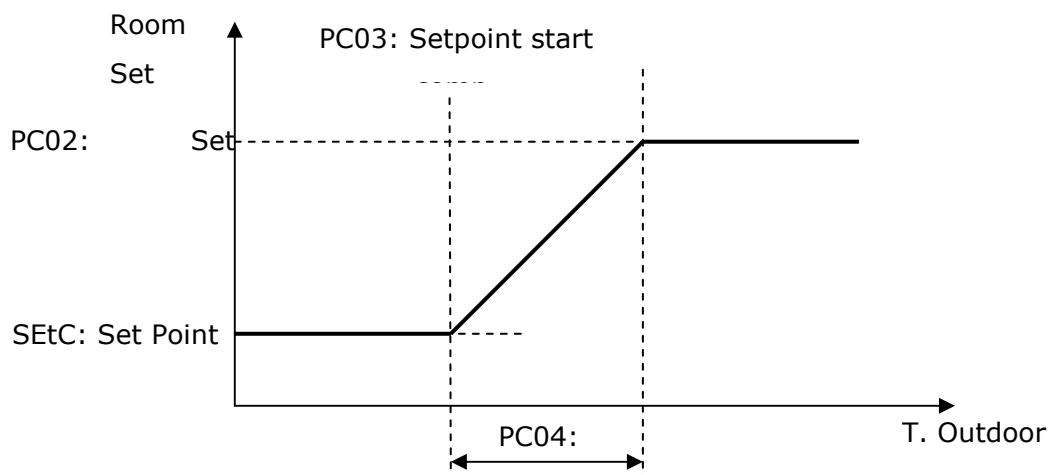 Room
PC03: Setpoint start
Set
PC02: Set
SEtC: Set Point
T. Outdoor
PC04: